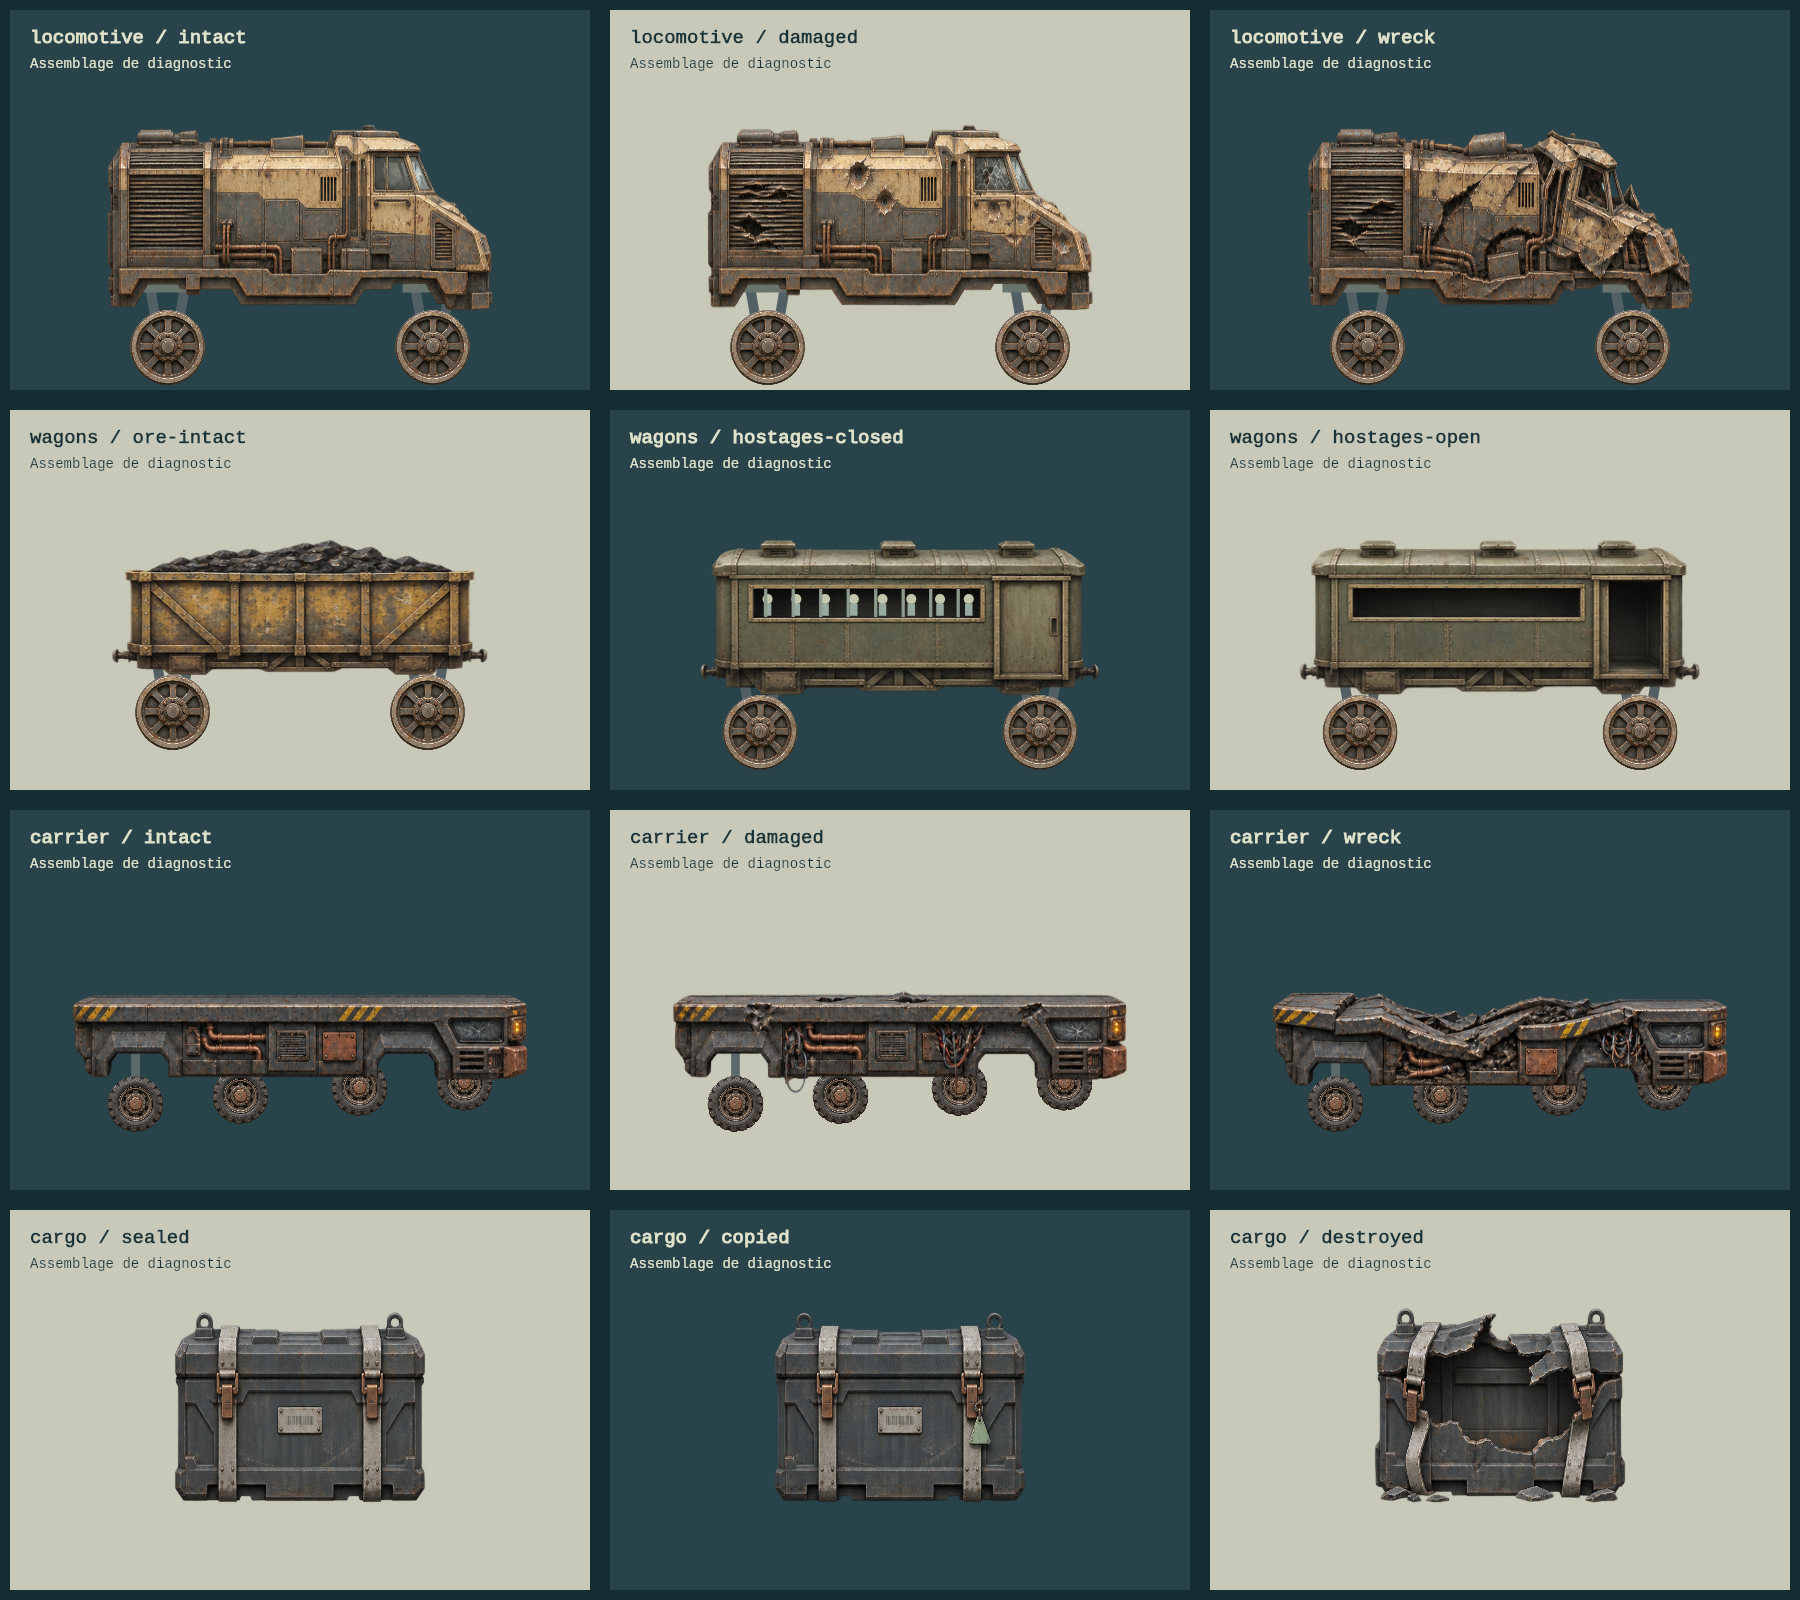 locomotive / intact
Assemblage de diagnostic
locomotive / damaged
Assemblage de diagnostic
locomotive / wreck
Assemblage de diagnostic
wagons / ore-intact
Assemblage de diagnostic
wagons / hostages-closed
Assemblage de diagnostic
wagons / hostages-open
Assemblage de diagnostic
carrier / intact
Assemblage de diagnostic
carrier / damaged
Assemblage de diagnostic
carrier / wreck
Assemblage de diagnostic
cargo / sealed
Assemblage de diagnostic
cargo / copied
Assemblage de diagnostic
cargo / destroyed
Assemblage de diagnostic